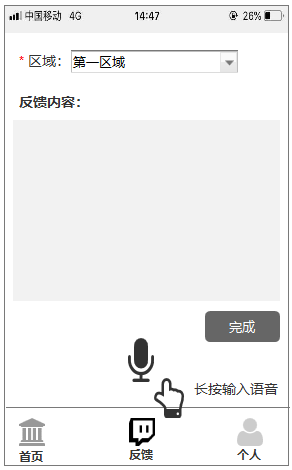 中国移动 4G 14:47 26%
* 区域： 第一区域
反馈内容：
完成
长按输入语音
首页 反馈 个人